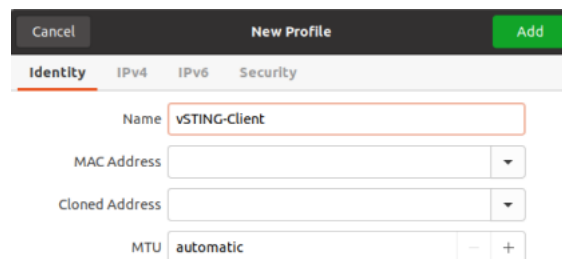 Cancel New Profile Add
Identity IPv4 IPv6 Security
Name vSTING-Client
MAC Address
Cloned Address
MTU automatic − +